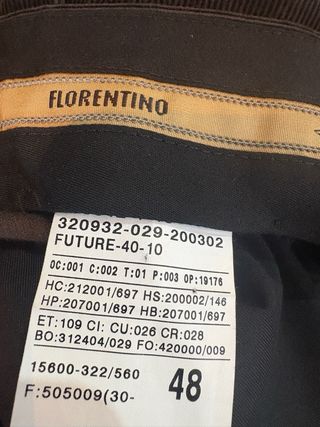 FLORENTINO
320932-029-200302
FUTURE-40-10
OC:001 C:002 T:01 P:003 OP:19176
HC:212001/697 HS:200002/146
HP:207001/697 HB:207001/697
ET:109 CI: CU:026 CR:028
BO:312404/029 FO:420000/009
15600-322/560 48
F:505009(30-